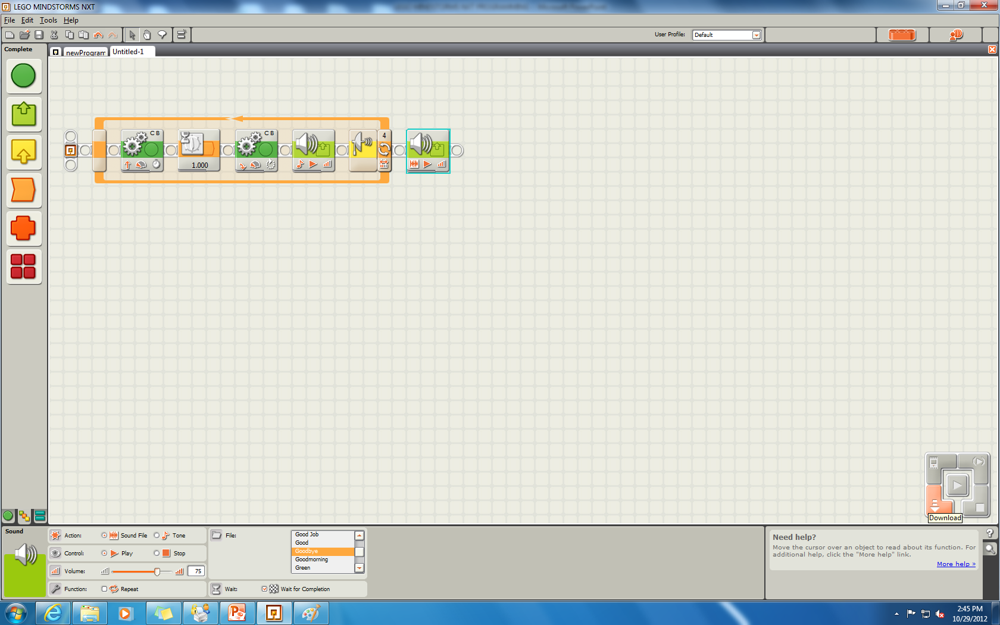 LEGO MINDSTORMS NXT
File Edit Tools Help
User Profile: Default
Complete
newProgram Untitled-1
C B
C B
4
1.000
Download
Sound
Action: Sound File Tone
Control: Play Stop
Volume: 75
Function: Repeat
File:
Good Job
Good
Goodbye
Goodmorning
Green
Wait: Wait for Completion
Need help?
Move the cursor over an object to read about its function. For
additional help, click the "More help" link.
More help »
2:45 PM
10/29/2012